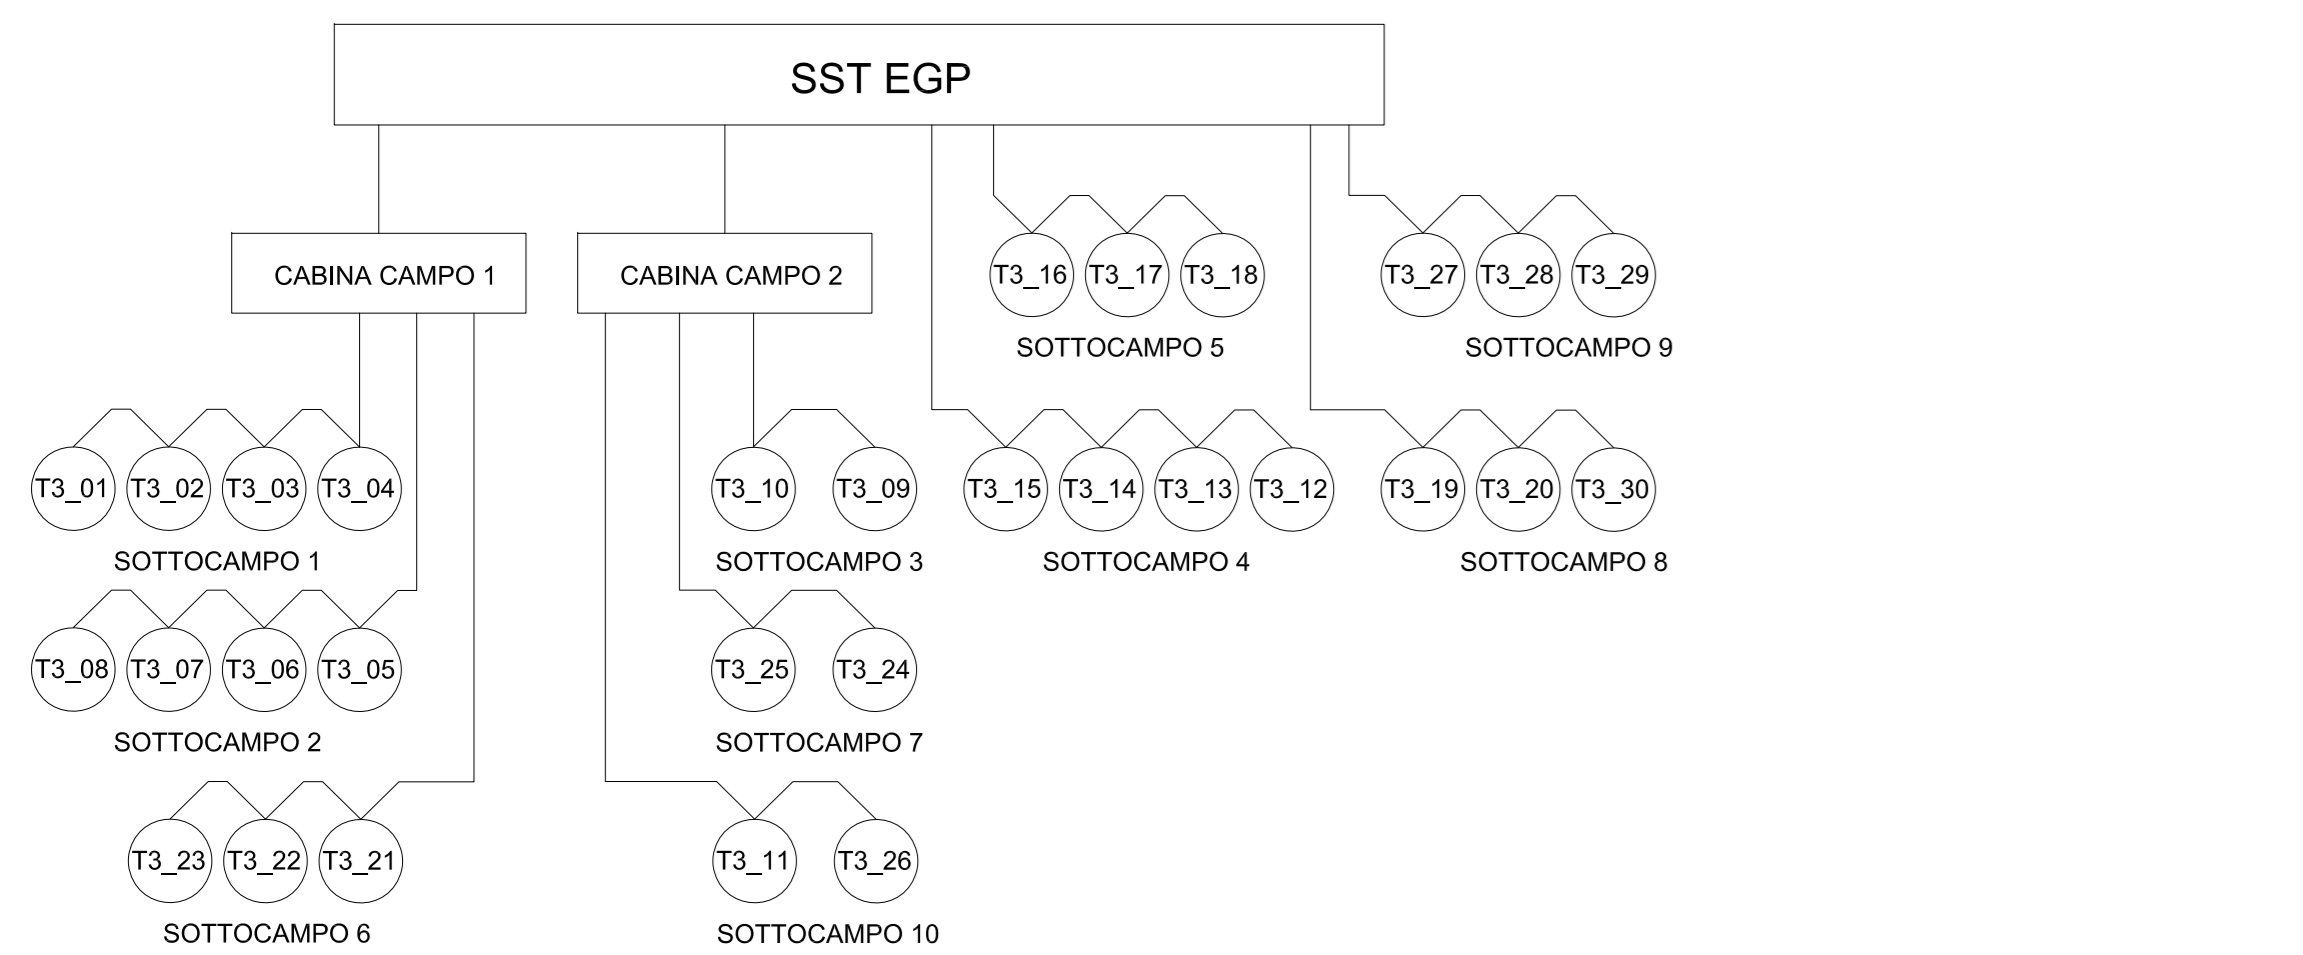 SST EGP
CABINA CAMPO 1
CABINA CAMPO 2
T3_16 T3_17 T3_18
SOTTOCAMPO 5
T3_27 T3_28 T3_29
SOTTOCAMPO 9
T3_01 T3_02 T3_03 T3_04
SOTTOCAMPO 1
T3_10 T3_09
SOTTOCAMPO 3
T3_15 T3_14 T3_13 T3_12
SOTTOCAMPO 4
T3_19 T3_20 T3_30
SOTTOCAMPO 8
T3_08 T3_07 T3_06 T3_05
SOTTOCAMPO 2
T3_25 T3_24
SOTTOCAMPO 7
T3_23 T3_22 T3_21
SOTTOCAMPO 6
T3_11 T3_26
SOTTOCAMPO 10